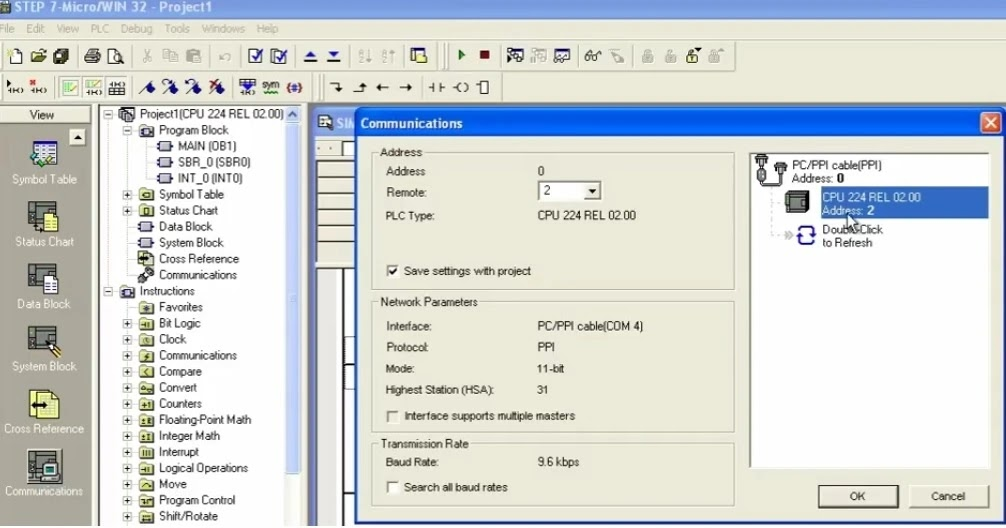 STEP 7-Micro/WIN 32 - Project1
File Edit View PLC Debug Tools Windows Help
sym
View
Symbol Table
Status Chart
Data Block
System Block
Cross Reference
Communications
Project1(CPU 224 REL 02.00)
Program Block
MAIN (OB1)
SBR_0 (SBR0)
INT_0 (INT0)
Symbol Table
Status Chart
Data Block
System Block
Cross Reference
Communications
Instructions
Favorites
Bit Logic
Clock
Communications
Compare
Convert
Counters
Floating-Point Math
Integer Math
Interrupt
Logical Operations
Move
Program Control
Shift/Rotate
SIM
Communications
Address
Address 0
Remote: 2
PLC Type: CPU 224 REL 02.00
Save settings with project
Network Parameters
Interface: PC/PPI cable(COM 4)
Protocol: PPI
Mode: 11-bit
Highest Station (HSA): 31
Interface supports multiple masters
Transmission Rate
Baud Rate: 9.6 kbps
Search all baud rates
PC/PPI cable(PPI)
Address: 0
CPU 224 REL 02.00
Address: 2
Double-Click
to Refresh
OK
Cancel